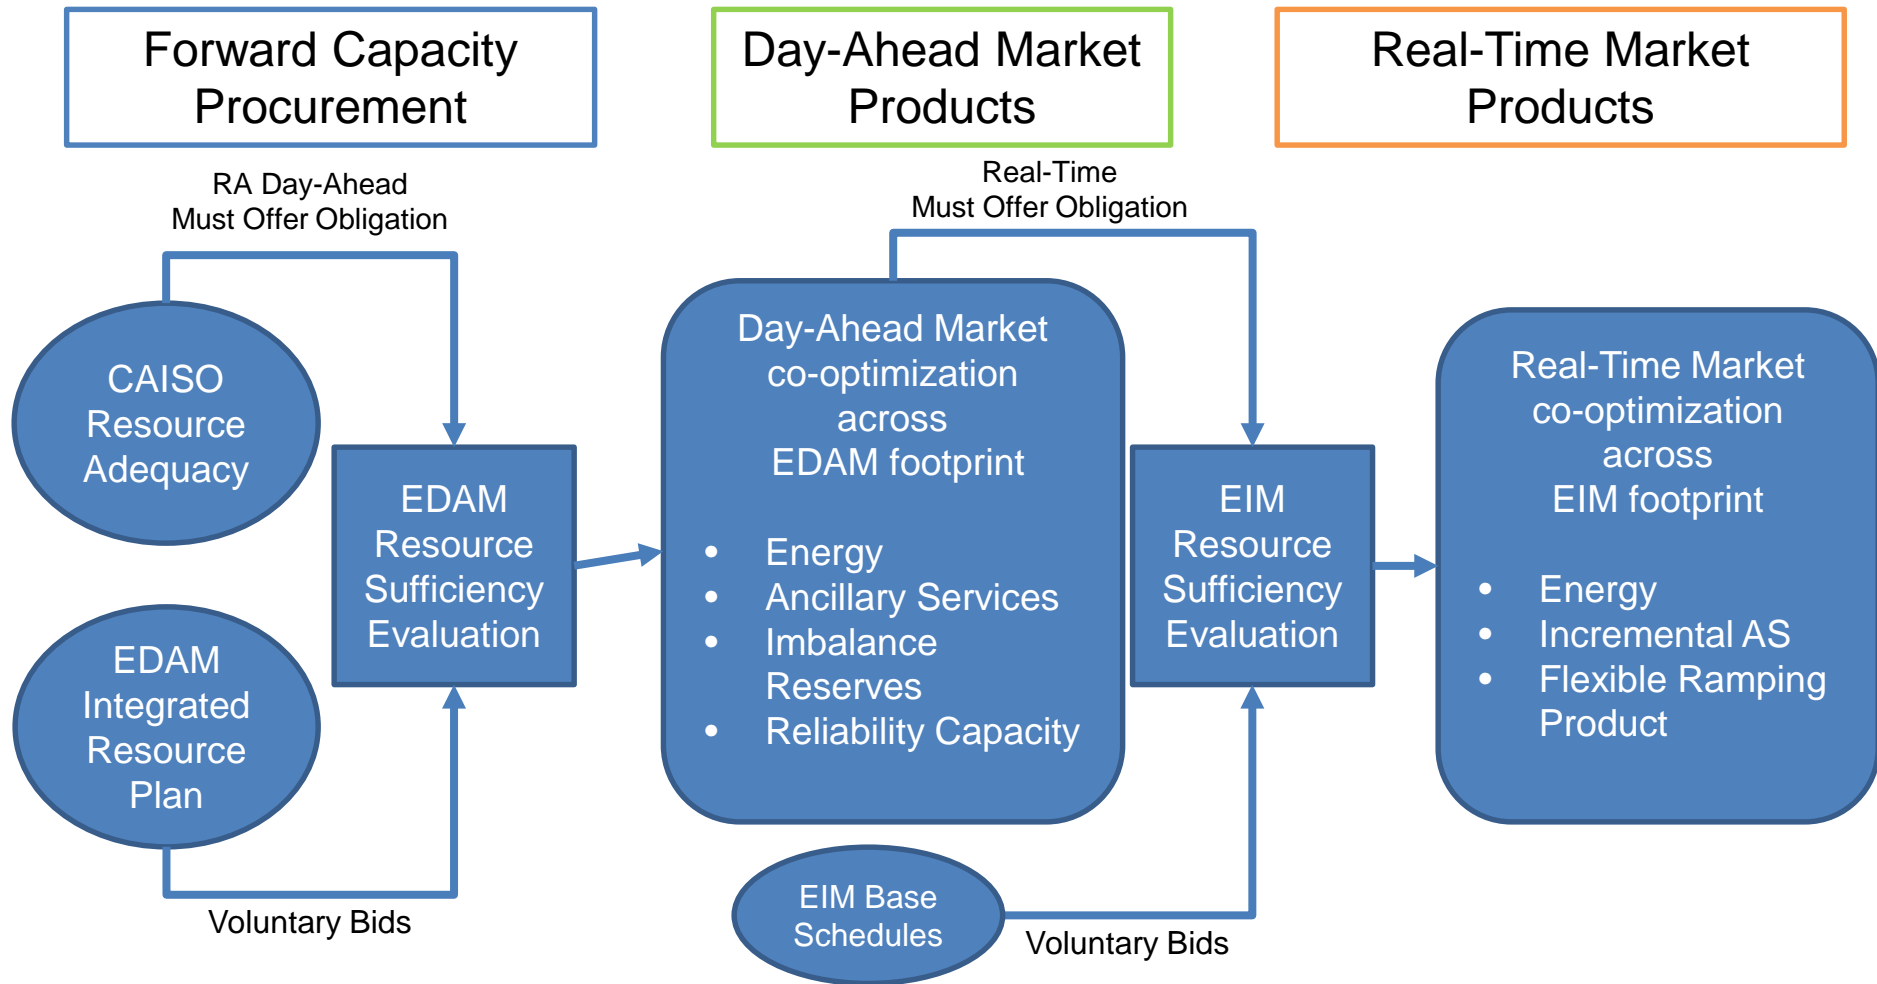 Forward Capacity
Procurement
Day-Ahead Market
Products
Real-Time Market
Products
RA Day-Ahead
Must Offer Obligation
Real-Time
Must Offer Obligation
CAISO
Resource
Adequacy
EDAM
Integrated
Resource
Plan
Voluntary Bids
EDAM
Resource
Sufficiency
Evaluation
Day-Ahead Market
co-optimization
across
EDAM footprint
• Energy
• Ancillary Services
• Imbalance
Reserves
• Reliability Capacity
EIM Base
Schedules
Voluntary Bids
EIM
Resource
Sufficiency
Evaluation
Real-Time Market
co-optimization
across
EIM footprint
• Energy
• Incremental AS
• Flexible Ramping
Product